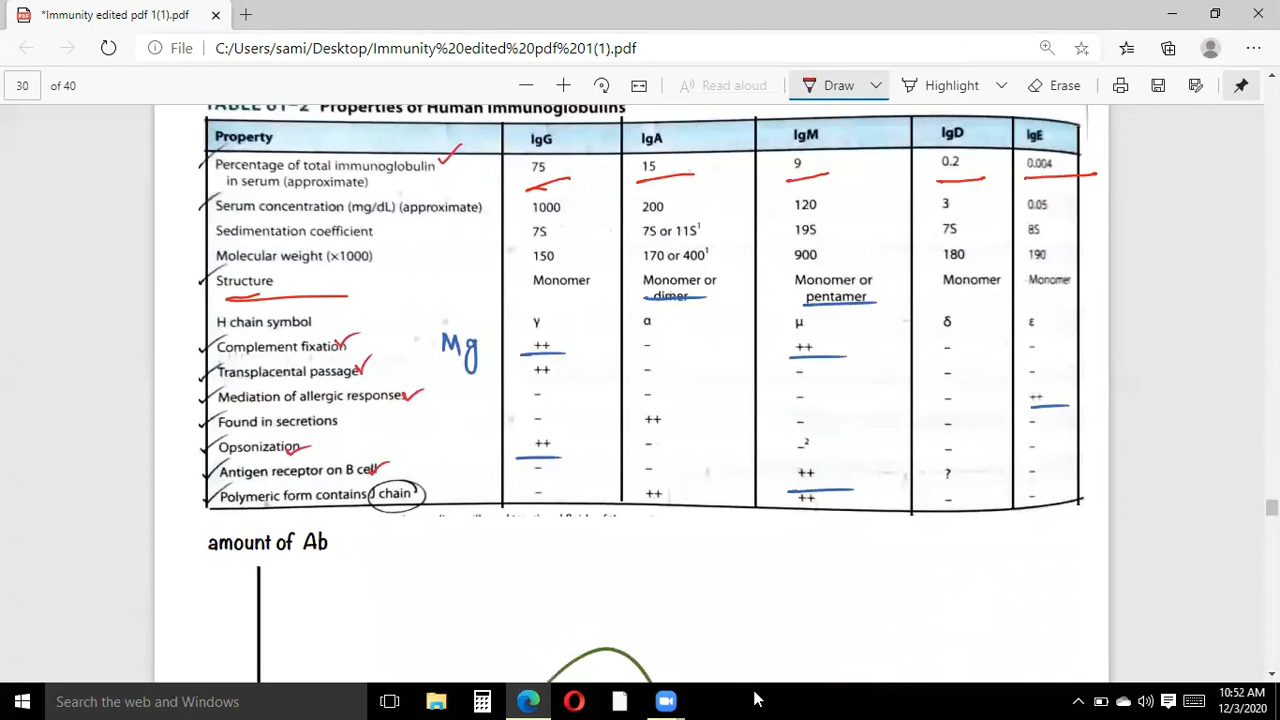 *Immunity edited pdf 1(1).pdf
File C:/Users/sami/Desktop/Immunity%20edited%20pdf%201(1).pdf
30 of 40 Read aloud Draw Highlight Erase
TABLE 61-2 Properties of Human Immunoglobulins
Property IgG IgA IgM IgD IgE
Percentage of total immunoglobulin 75 15 9 0.2 0.004
in serum (approximate)
Serum concentration (mg/dL) (approximate) 1000 200 120 3 0.05
Sedimentation coefficient 7S 7S or 11S¹ 19S 7S 8S
Molecular weight (×1000) 150 170 or 400¹ 900 180 190
Structure Monomer Monomer or Monomer or Monomer Monomer
dimer pentamer
H chain symbol γ α μ δ ε
Complement fixation Mg ++ – ++ – –
Transplacental passage ++ – – – –
Mediation of allergic responses – – – – ++
Found in secretions – ++ – – –
Opsonization ++ – –² – –
Antigen receptor on B cell – – ++ ? –
Polymeric form contains J chain – ++ ++ – –
amount of Ab
Search the web and Windows
10:52 AM
12/3/2020